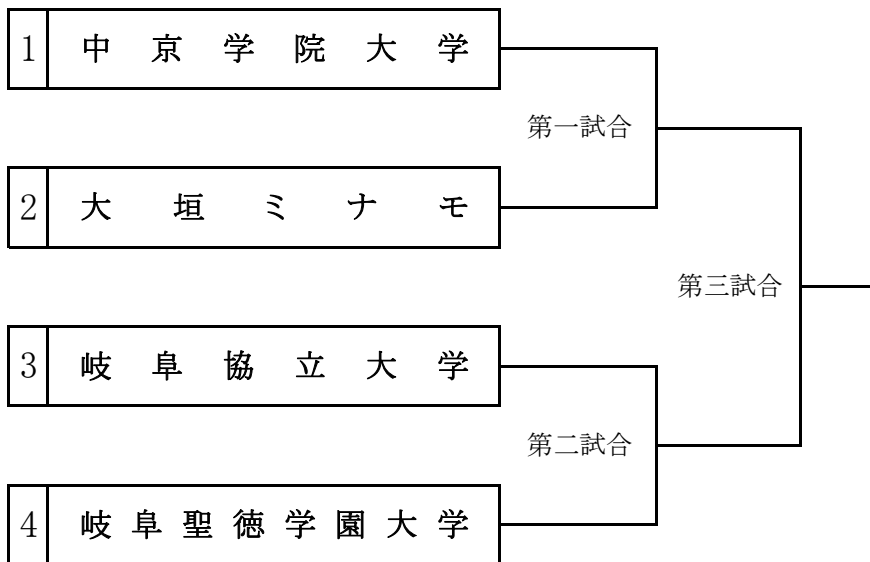 1 中京学院大学
第一試合
2 大垣ミナモ
第三試合
3 岐阜協立大学
第二試合
4 岐阜聖徳学園大学